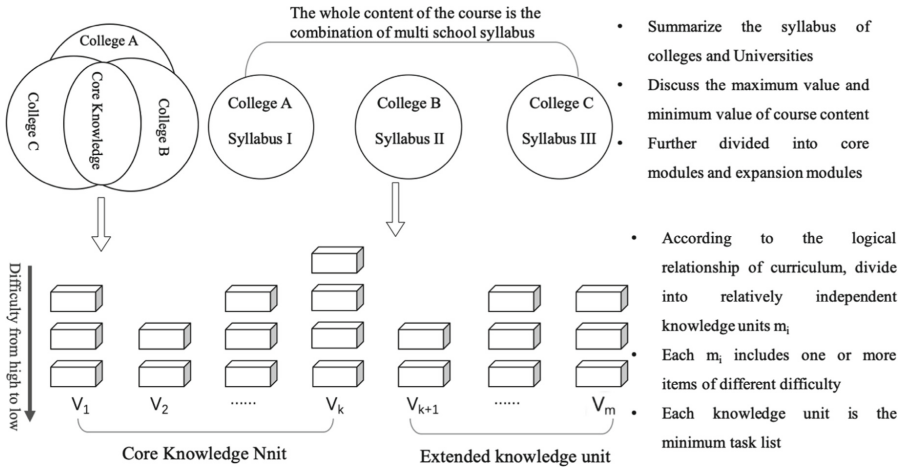 College A
College C
Core Knowledge
College B
The whole content of the course is the
combination of multi school syllabus
College A
Syllabus I
College B
Syllabus II
College C
Syllabus III
• Summarize the syllabus of
colleges and Universities
• Discuss the maximum value and
minimum value of course content
• Further divided into core
modules and expansion modules
Difficulty from high to low
V1
V2
......
Vk
Vk+1
......
Vm
Core Knowledge Nnit
Extended knowledge unit
• According to the logical
relationship of curriculum, divide
into relatively independent
knowledge units mi
• Each mi includes one or more
items of different difficulty
• Each knowledge unit is the
minimum task list